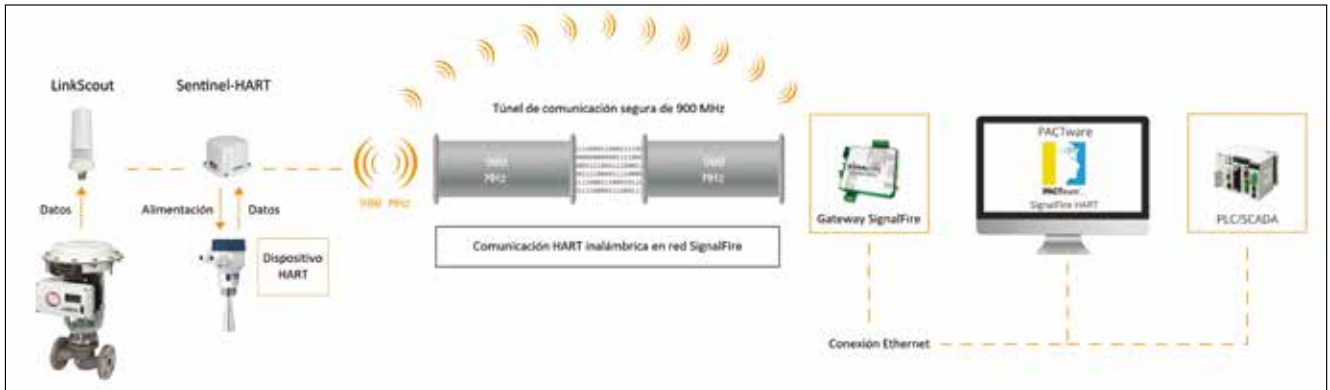 LinkScout
Sentinel-HART
Datos
Alimentación
Datos
Dispositivo
HART
900 MHz
Túnel de comunicación segura de 900 MHz
900
MHz
900
MHz
Comunicación HART inalámbrica en red SignalFire
Gateway SignalFire
PACTware
PACTware
SignalFire HART
PLC/SCADA
Conexión Ethernet